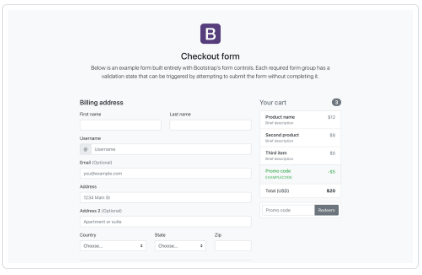 B
Checkout form
Below is an example form built entirely with Bootstrap's form controls. Each required form group has a
validation state that can be triggered by attempting to submit the form without completing it.
Billing address
First name
Last name
Username
@ Username
Email (Optional)
you@example.com
Address
1234 Main St
Address 2 (Optional)
Apartment or suite
Country
State
Zip
Choose...
Choose...
Your cart 3
Product name $12
Brief description
Second product $8
Brief description
Third item $5
Brief description
Promo code -$5
EXAMPLECODE
Total (USD) $20
Promo code Redeem